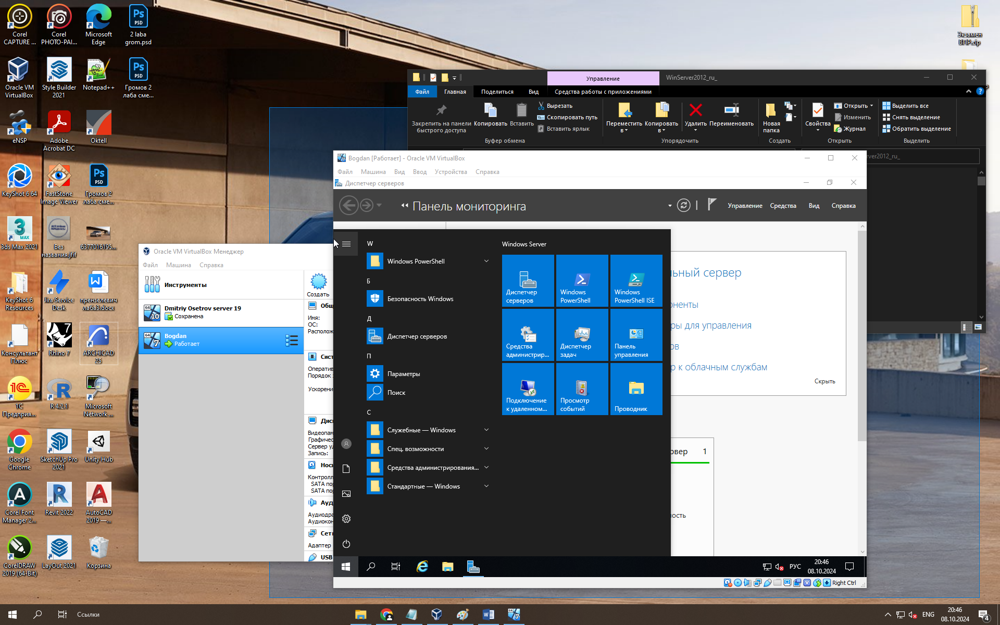 Corel
CAPTURE ...
Corel
PHOTO-PAI...
Microsoft
Edge
2 laba
grom.psd
Oracle VM
VirtualBox
Style Builder
2021
Notepad++
Громов 2
лаба сме...
eNSP
Adobe
Acrobat DC
Oktell
KeyShot 6 64
FastStone
Image Viewer
Громов 2
лаба сме...
3ds Max 2021
Без
названия.jfif
6377016195...
KeyShot 6
Resources
Jira Service
Desk
прензелевич
лаба3.docx
Консультант
Плюс
Rhino 7
ARCHICAD
25
1С
Предприя...
R 4.2.1
Microsoft
Network ...
Google
Chrome
SketchUp Pro
2021
Unity Hub
Corel Font
Manager 2...
Revit 2022
AutoCAD
2019 —...
CorelDRAW
2019 (64-Bit)
LayOut 2021
Корзина
Экзамен
ВПР.zip
Управление
WinServer2012_ru_
Файл
Главная
Поделиться
Вид
Средства работы с приложениями
Закрепить на панели
быстрого доступа
Копировать
Вставить
Вырезать
Скопировать путь
Вставить ярлык
Буфер обмена
Переместить
в
Копировать
в
Удалить
Переименовать
Упорядочить
Новая
папка
Создать
Свойства
Открыть
Изменить
Журнал
Открыть
Выделить все
Снять выделение
Обратить выделение
Выделить
rver2012_ru_
Oracle VM VirtualBox Менеджер
Файл
Машина
Справка
Инструменты
Создать
Dmitriy Osetrov server 19
Сохранена
Bogdan
Работает
Общ
Имя:
ОС:
Располож
Сист
Оператив
Порядок з
Ускорени
Дис
Видеопам
Графичес
Сервер у
Запись:
Носи
Контролл
SATA пор
SATA пор
Ауд
Аудиодра
Аудиокон
Сет
Адаптер
USB
Bogdan [Работает] - Oracle VM VirtualBox
Файл
Машина
Вид
Ввод
Устройства
Справка
Диспетчер серверов
Панель мониторинга
Управление
Средства
Вид
Справка
W
Windows PowerShell
Б
Безопасность Windows
Д
Диспетчер серверов
П
Параметры
Поиск
С
Служебные — Windows
Спец. возможности
Средства администрирования...
Стандартные — Windows
Windows Server
Диспетчер
серверов
Windows
PowerShell
Windows
PowerShell ISE
Средства
администрир...
Диспетчер
задач
Панель
управления
Подключение
к удаленном...
Просмотр
событий
Проводник
льный сервер
оненты
ры для управления
ов
р к облачным службам
Скрыть
рвер 1
ость
РУС
20:46
08.10.2024
Right Ctrl
Ссылки
ENG
20:46
08.10.2024
4